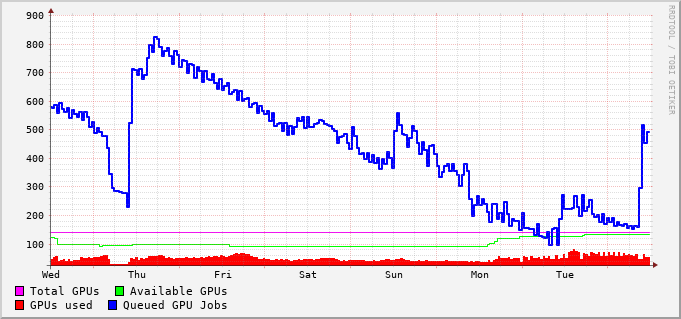 900
800
700
600
500
400
300
200
100
Wed Thu Fri Sat Sun Mon Tue
Total GPUs Available GPUs
GPUs used Queued GPU Jobs
RRDTOOL / TOBI OETIKER